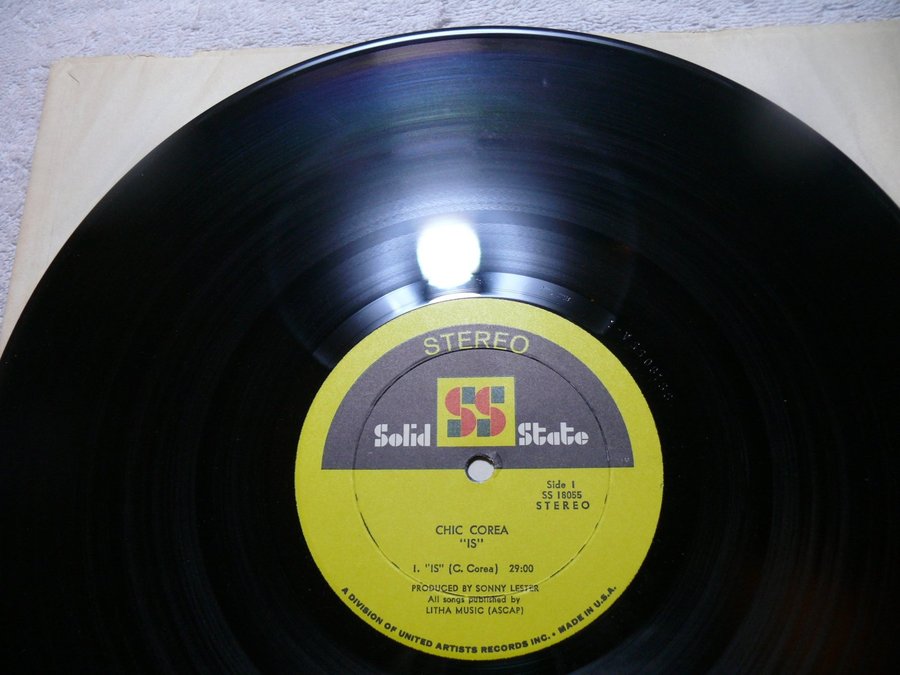 STEREO
SS
Solid State
Side 1
SS 18055
STEREO
CHIC COREA
"IS"
1. "IS" (C. Corea) 29:00
PRODUCED BY SONNY LESTER
All songs published by
LITHA MUSIC (ASCAP)
A DIVISION OF UNITED ARTISTS RECORDS INC. • MADE IN U.S.A.